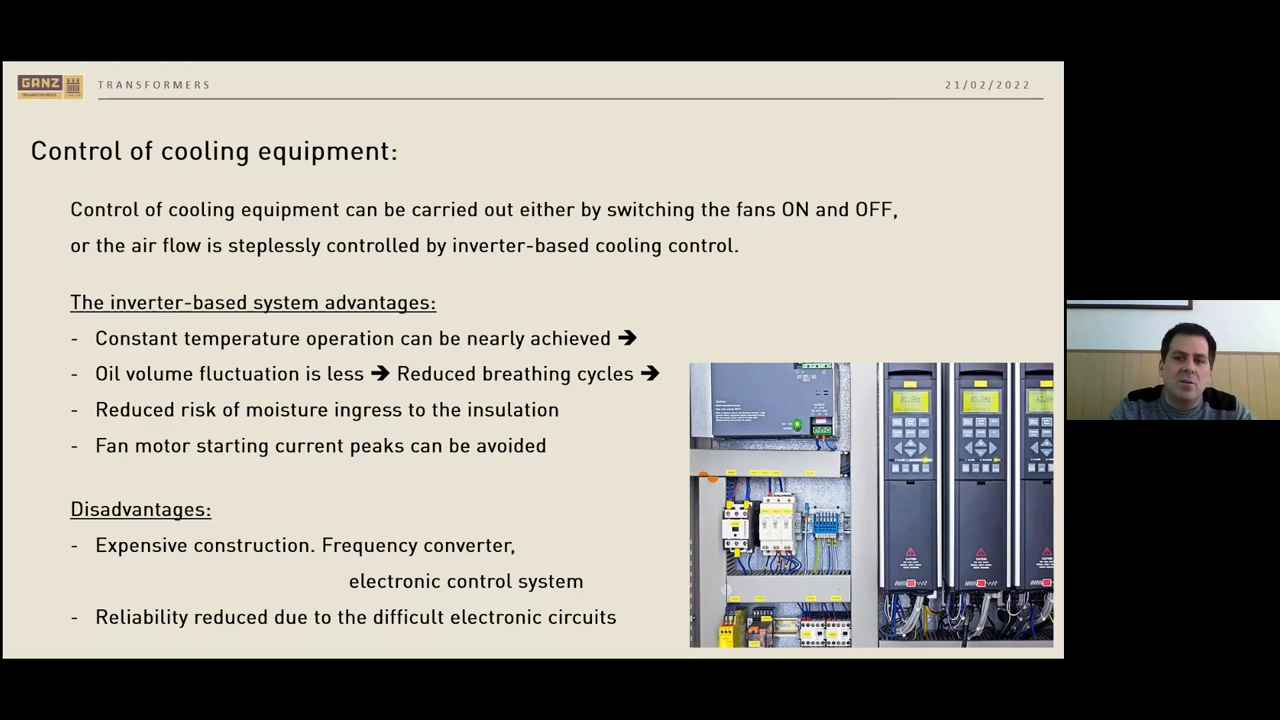 GANZ
TRANSFORMERS
21/02/2022
Control of cooling equipment:
Control of cooling equipment can be carried out either by switching the fans ON and OFF,
or the air flow is steplessly controlled by inverter-based cooling control.
The inverter-based system advantages:
- Constant temperature operation can be nearly achieved ➔
- Oil volume fluctuation is less ➔ Reduced breathing cycles ➔
- Reduced risk of moisture ingress to the insulation
- Fan motor starting current peaks can be avoided
Disadvantages:
- Expensive construction. Frequency converter,
electronic control system
- Reliability reduced due to the difficult electronic circuits
CAUTION
CAUTION